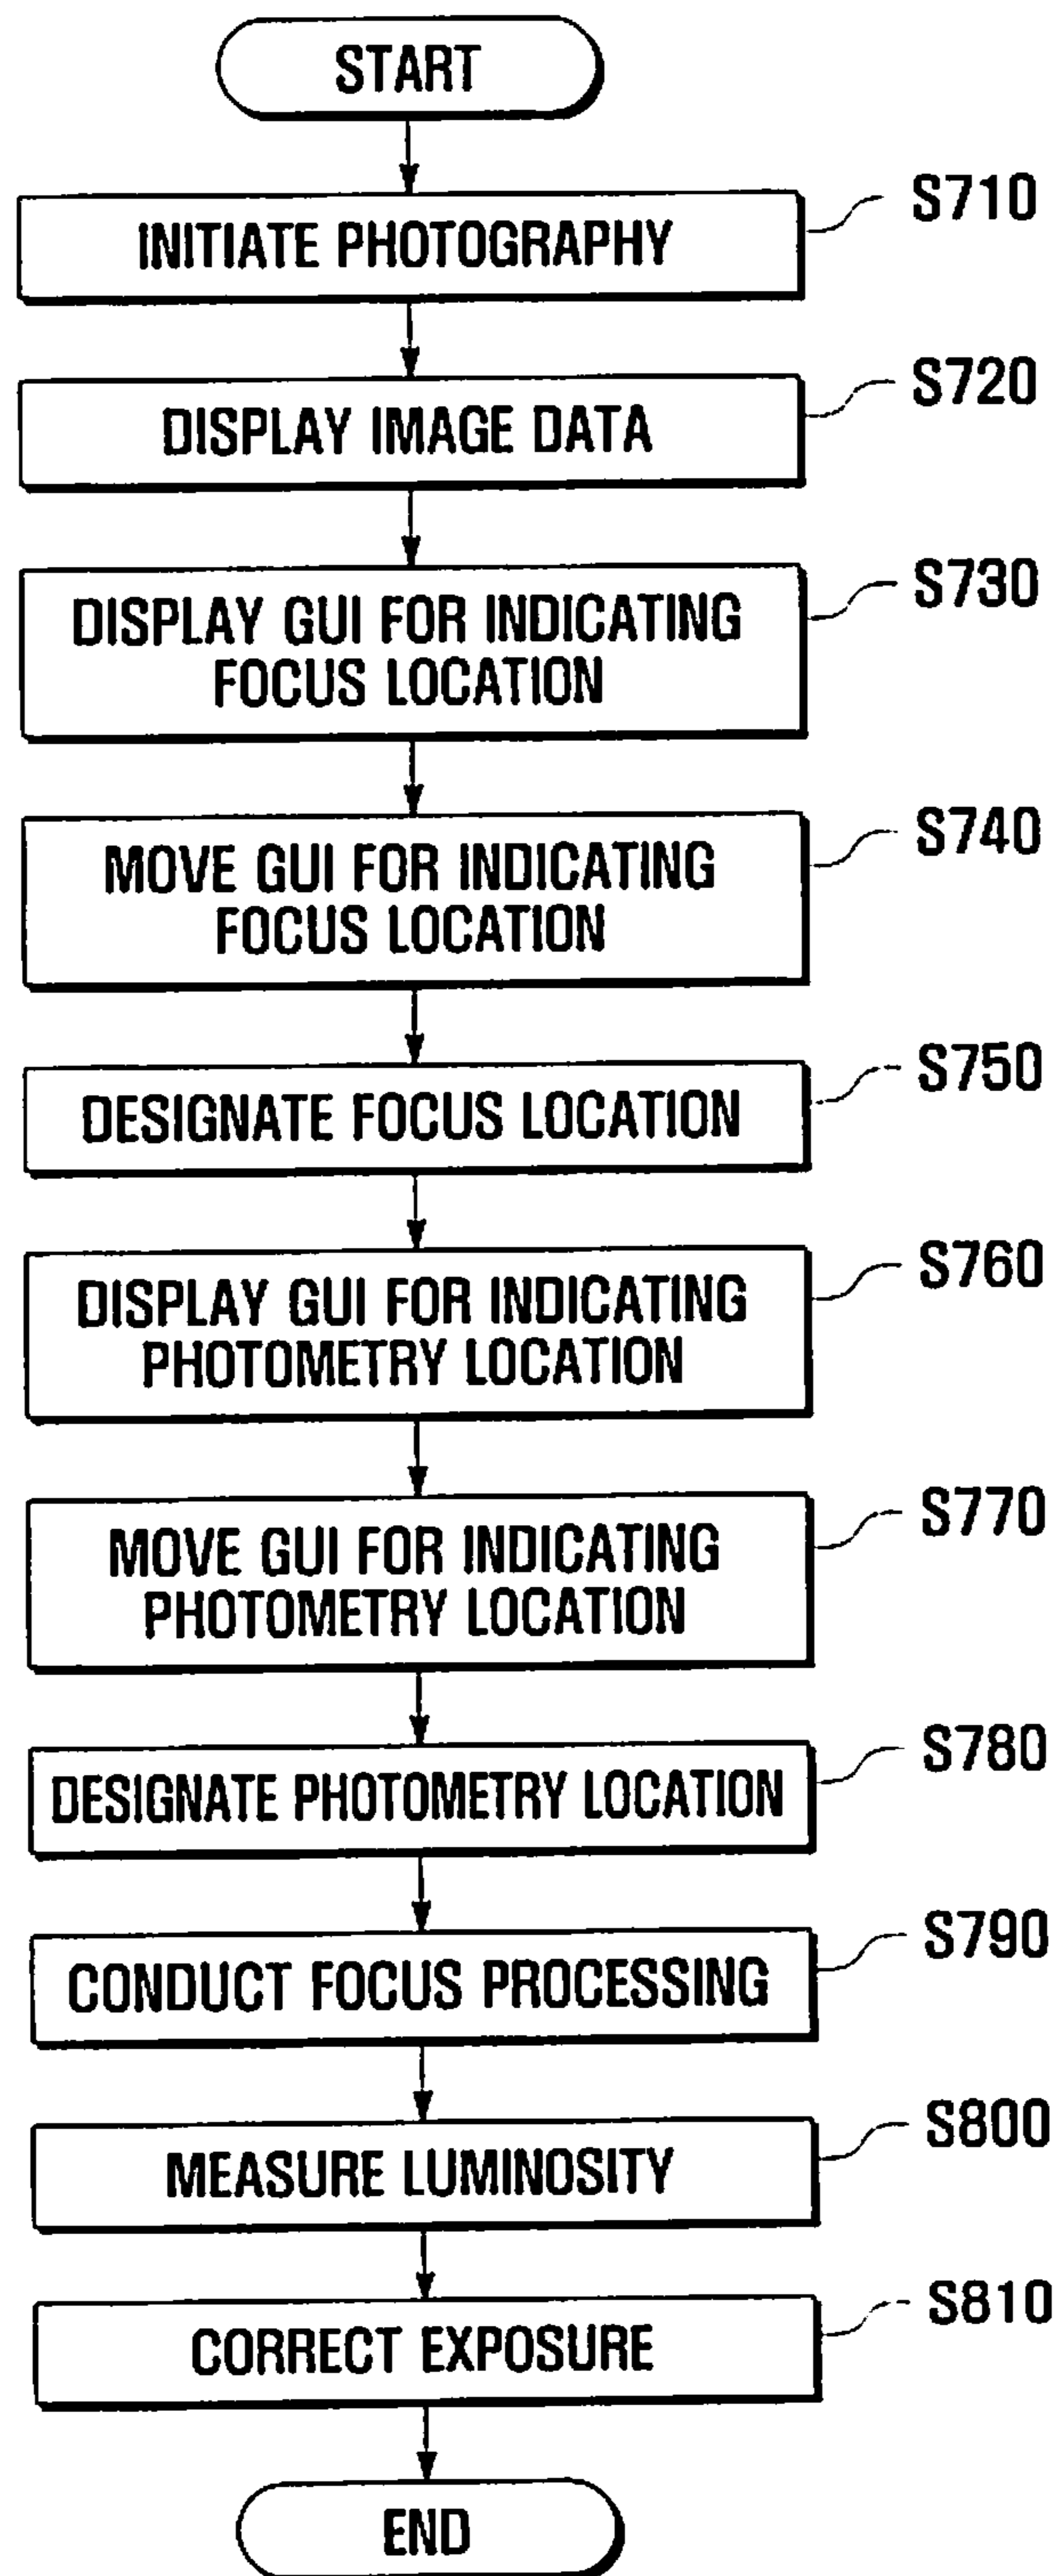 START
INITIATE PHOTOGRAPHY
S710
DISPLAY IMAGE DATA
S720
DISPLAY GUI FOR INDICATING
FOCUS LOCATION
S730
MOVE GUI FOR INDICATING
FOCUS LOCATION
S740
DESIGNATE FOCUS LOCATION
S750
DISPLAY GUI FOR INDICATING
PHOTOMETRY LOCATION
S760
MOVE GUI FOR INDICATING
PHOTOMETRY LOCATION
S770
DESIGNATE PHOTOMETRY LOCATION
S780
CONDUCT FOCUS PROCESSING
S790
MEASURE LUMINOSITY
S800
CORRECT EXPOSURE
S810
END